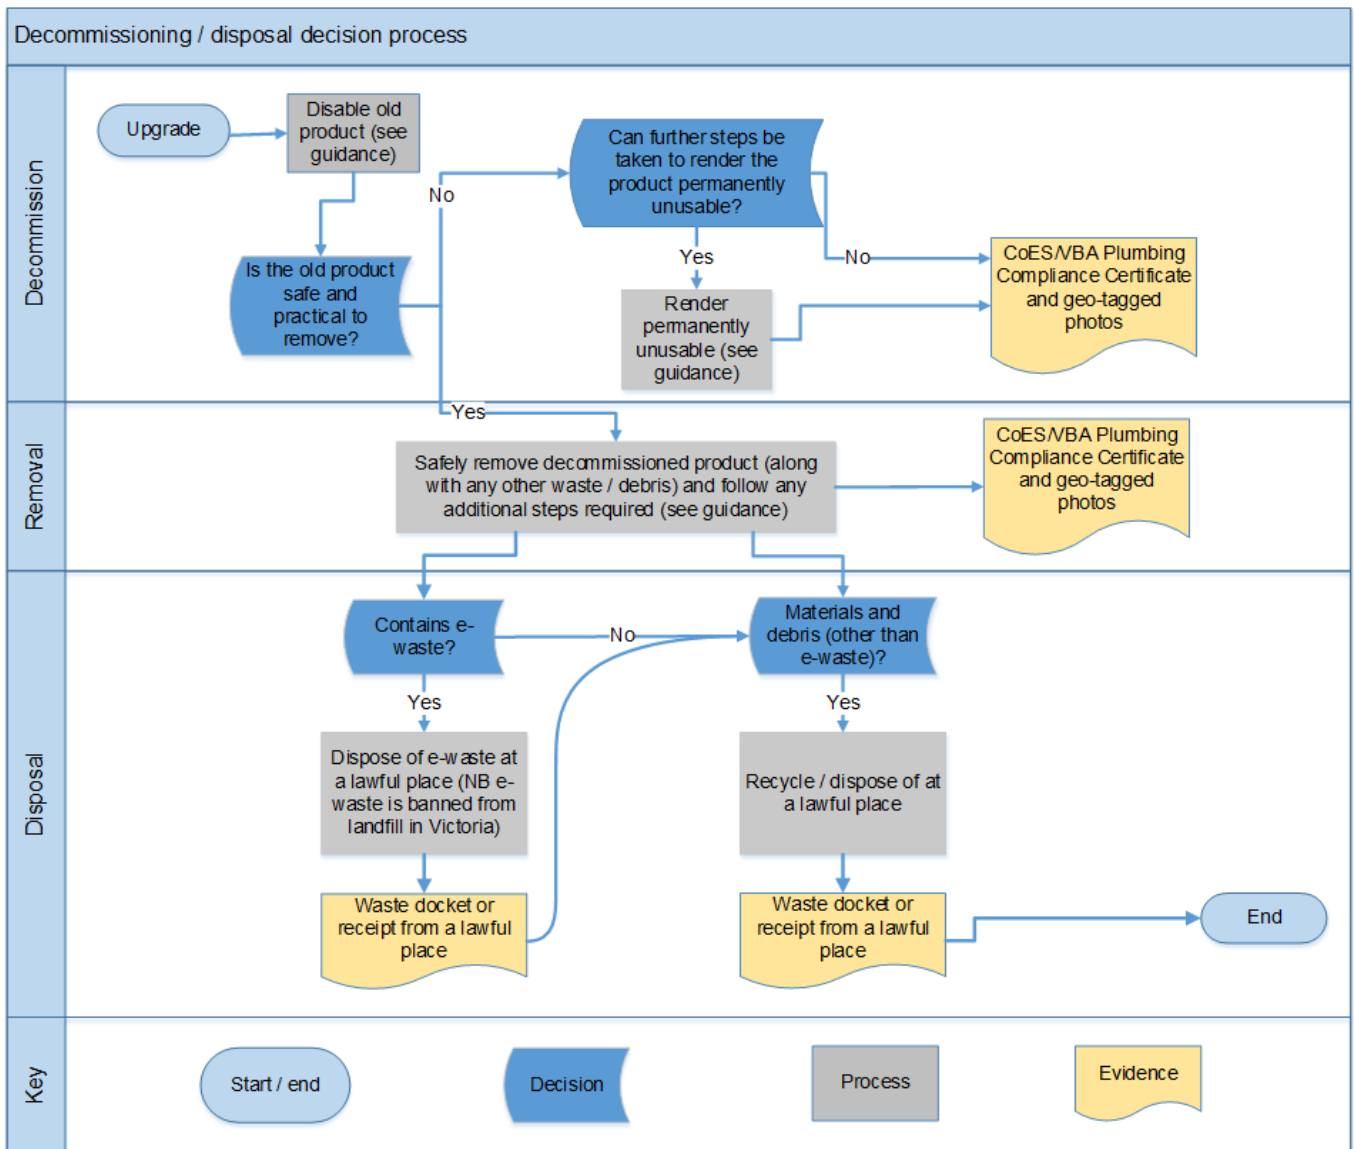 Decommissioning / disposal decision process
Decommission
Upgrade
Disable old
product (see
guidance)
Is the old product
safe and
practical to
remove?
No
Can further steps be
taken to render the
product permanently
unusable?
Yes
No
Render
permanently
unusable (see
guidance)
CoES/VBA Plumbing
Compliance Certificate
and geo-tagged
photos
Removal
Yes
Safely remove decommissioned product (along
with any other waste / debris) and follow any
additional steps required (see guidance)
CoES/VBA Plumbing
Compliance Certificate
and geo-tagged
photos
Disposal
Contains e-
waste?
No
Materials and
debris (other than
e-waste)?
Yes
Yes
Dispose of e-waste at
a lawful place (NB e-
waste is banned from
landfill in Victoria)
Recycle / dispose of at
a lawful place
Waste docket or
receipt from a lawful
place
Waste docket or
receipt from a lawful
place
End
Key
Start / end
Decision
Process
Evidence